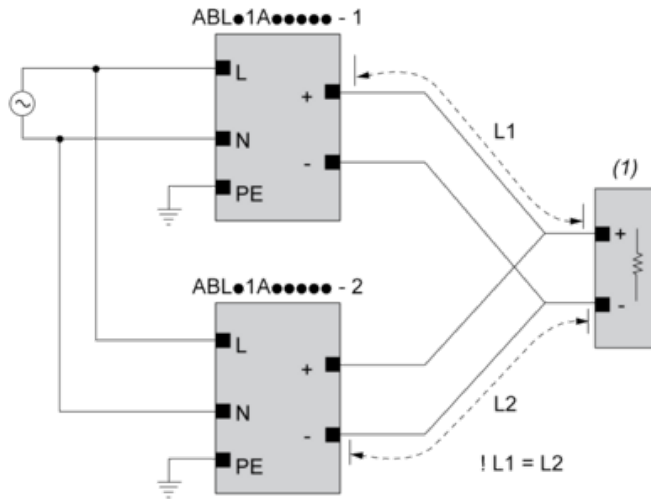 ABL●1A●●●●● - 1
L
+
N
-
PE
L1
(1)
+
-
ABL●1A●●●●● - 2
L
+
N
-
PE
L2
! L1 = L2